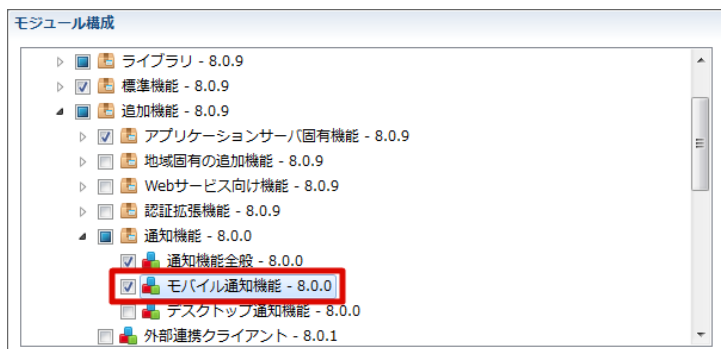 モジュール構成
ライブラリ - 8.0.9
標準機能 - 8.0.9
追加機能 - 8.0.9
アプリケーションサーバ固有機能 - 8.0.9
地域固有の追加機能 - 8.0.9
Webサービス向け機能 - 8.0.9
認証拡張機能 - 8.0.9
通知機能 - 8.0.0
通知機能全般 - 8.0.0
モバイル通知機能 - 8.0.0
デスクトップ通知機能 - 8.0.0
外部連携クライアント - 8.0.1